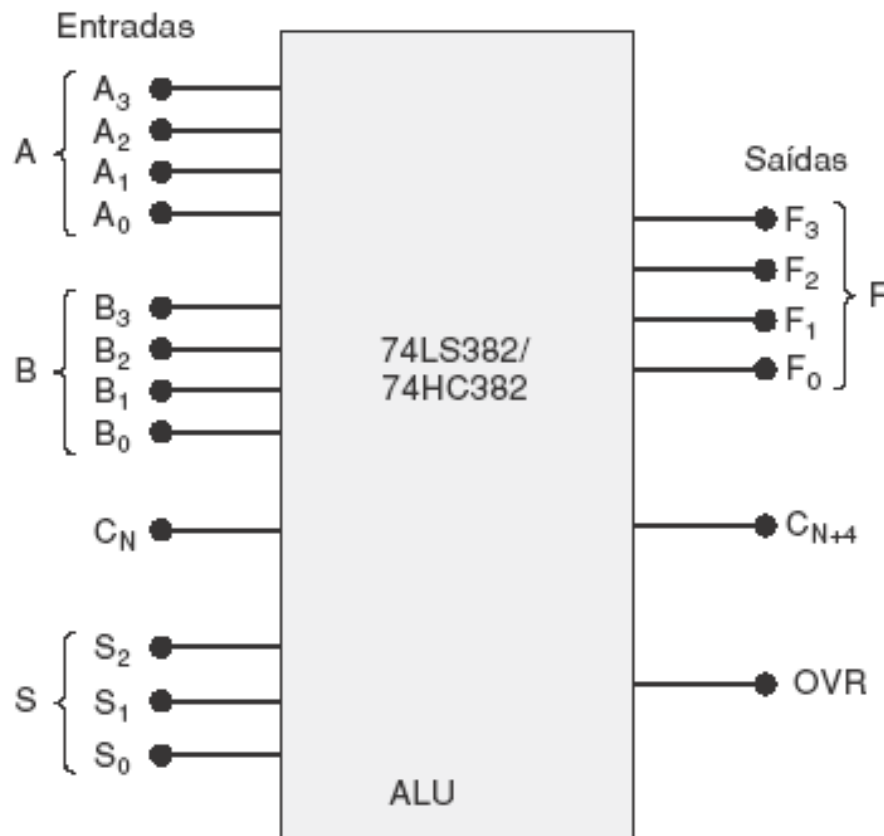 Entradas
A
A₃
A₂
A₁
A₀
B
B₃
B₂
B₁
B₀
C_N
S
S₂
S₁
S₀
74LS382/
74HC382
ALU
Saídas
F₃
F₂
F₁
F₀
F
C_N+4
OVR